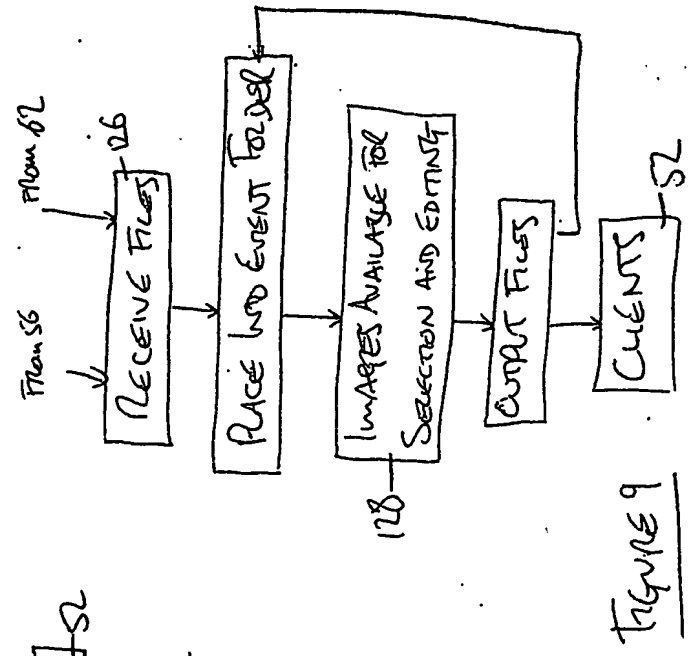 From 56
From 62
RECEIVE FILES
126
PLACE INTO EVENT FOLDER
IMAGES AVAILABLE FOR
SELECTION AND EDITING
128
OUTPUT FILES
CLIENTS
52
52
FIGURE 9